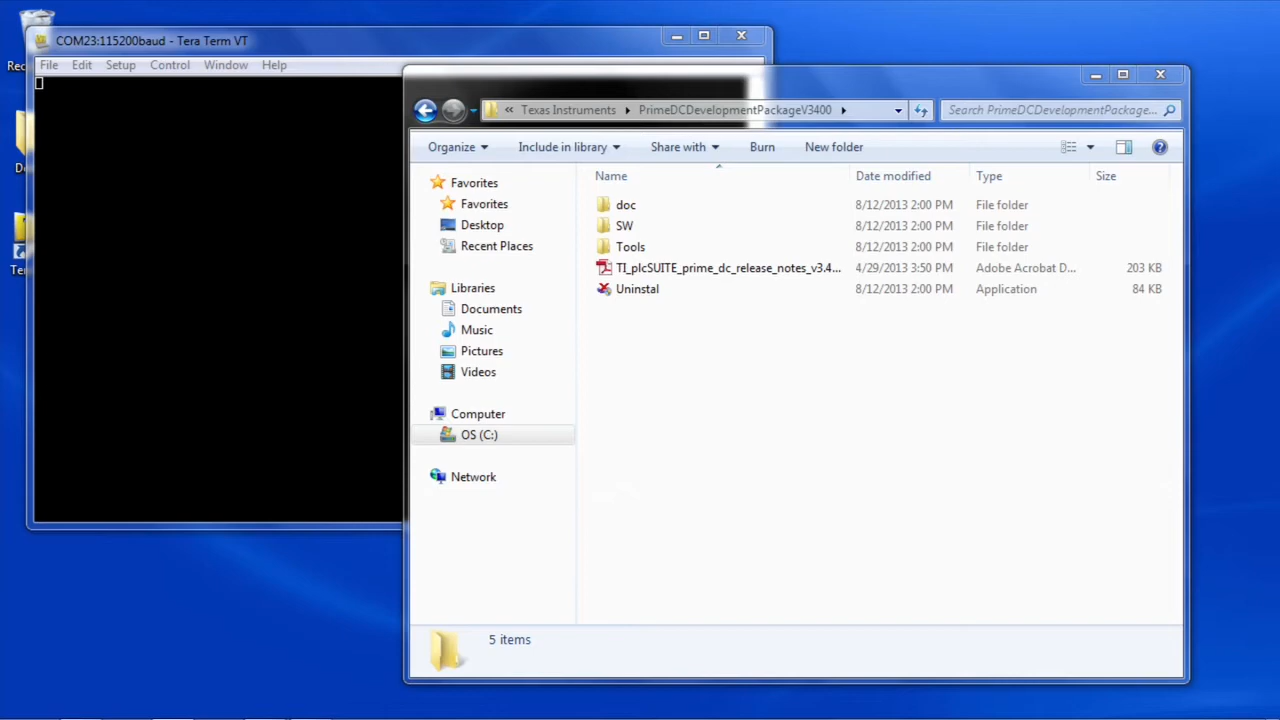 Rec
COM23:115200baud - Tera Term VT
File Edit Setup Control Window Help
Texas Instruments PrimeDCDevelopmentPackageV3400
Search PrimeDCDevelopmentPackage...
Organize Include in library Share with Burn New folder
Name Date modified Type Size
Favorites
Favorites
Desktop
Recent Places
Libraries
Documents
Music
Pictures
Videos
Computer
OS (C:)
Network
doc 8/12/2013 2:00 PM File folder
SW 8/12/2013 2:00 PM File folder
Tools 8/12/2013 2:00 PM File folder
TI_plcSUITE_prime_dc_release_notes_v3.4... 4/29/2013 3:50 PM Adobe Acrobat D... 203 KB
Uninstal 8/12/2013 2:00 PM Application 84 KB
5 items